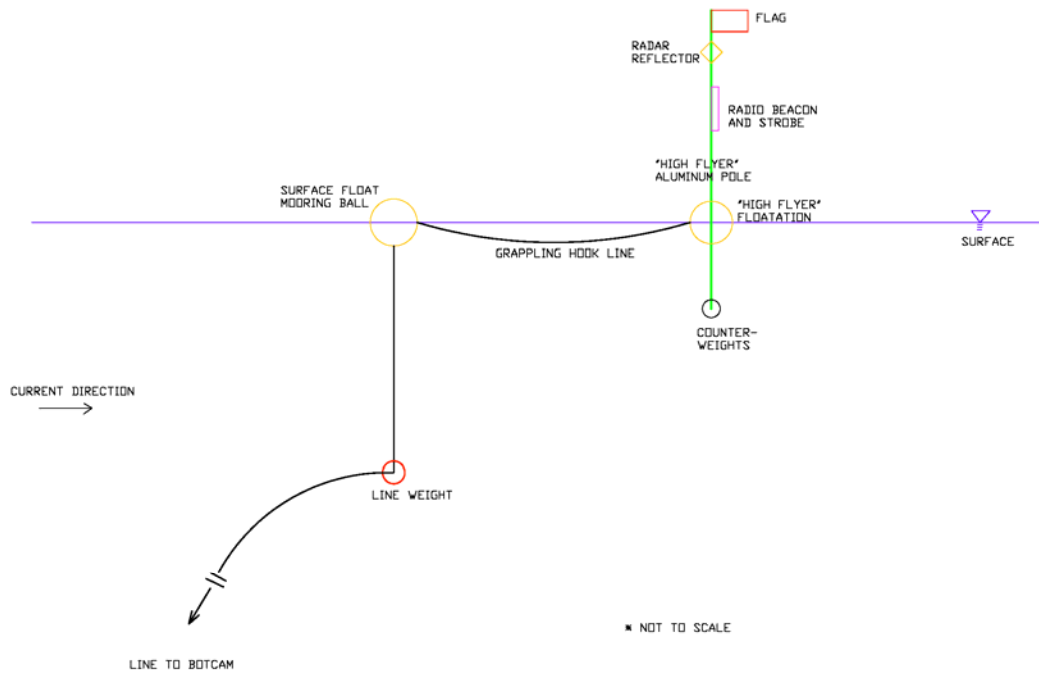 FLAG
RADAR
REFLECTOR
RADIO BEACON
AND STROBE
"HIGH FLYER"
ALUMINUM POLE
SURFACE FLOAT
MOORING BALL
"HIGH FLYER"
FLOATATION
SURFACE
GRAPPLING HOOK LINE
COUNTER-
WEIGHTS
CURRENT DIRECTION
LINE WEIGHT
* NOT TO SCALE
LINE TO BOTCAM